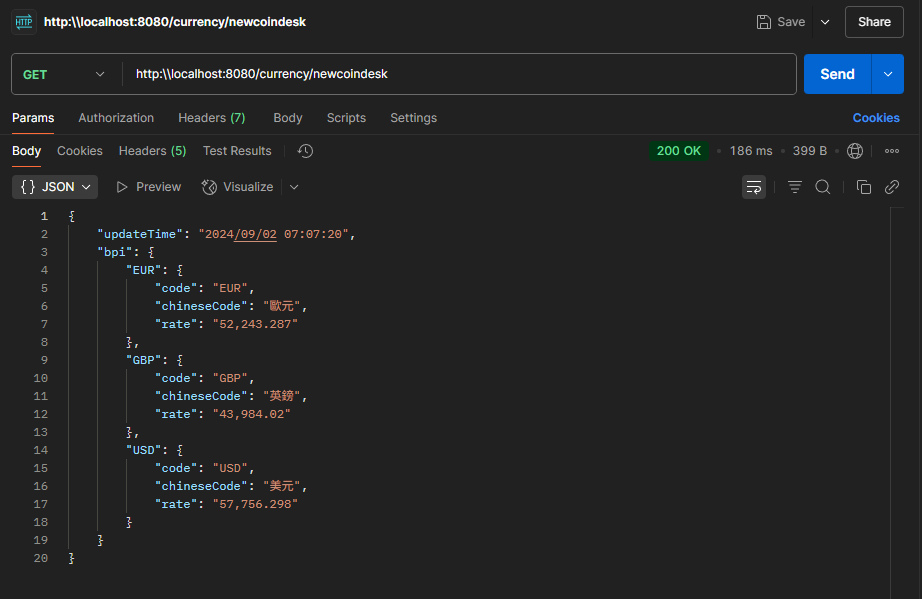 HTTP http:\\localhost:8080/currency/newcoindesk Save Share
GET http:\\localhost:8080/currency/newcoindesk Send
Params Authorization Headers (7) Body Scripts Settings Cookies
Body Cookies Headers (5) Test Results 200 OK • 186 ms • 399 B •
{} JSON Preview Visualize
1 {
2 "updateTime": "2024/09/02 07:07:20",
3 "bpi": {
4 "EUR": {
5 "code": "EUR",
6 "chineseCode": "歐元",
7 "rate": "52,243.287"
8 },
9 "GBP": {
10 "code": "GBP",
11 "chineseCode": "英鎊",
12 "rate": "43,984.02"
13 },
14 "USD": {
15 "code": "USD",
16 "chineseCode": "美元",
17 "rate": "57,756.298"
18 }
19 }
20 }